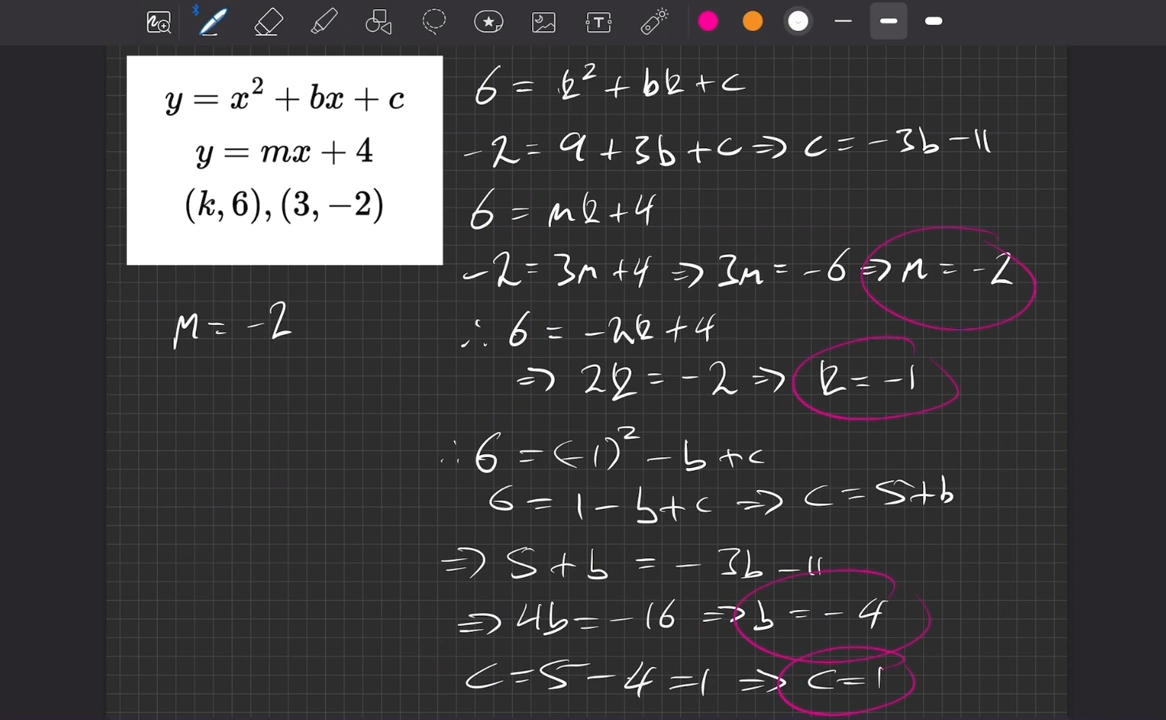 y = x² + bx + c
y = mx + 4
(k, 6), (3, −2)
m = -2
6 = k² + bk + c
-2 = 9 + 3b + c ⇒ c = -3b - 11
6 = mk + 4
-2 = 3m + 4 ⇒ 3m = -6 ⇒ m = -2
∴ 6 = -2k + 4
⇒ 2k = -2 ⇒ k = -1
∴ 6 = (-1)² - b + c
6 = 1 - b + c ⇒ c = 5 + b
⇒ 5 + b = -3b - 11
⇒ 4b = -16 ⇒ b = -4
c = 5 - 4 = 1 ⇒ c = 1